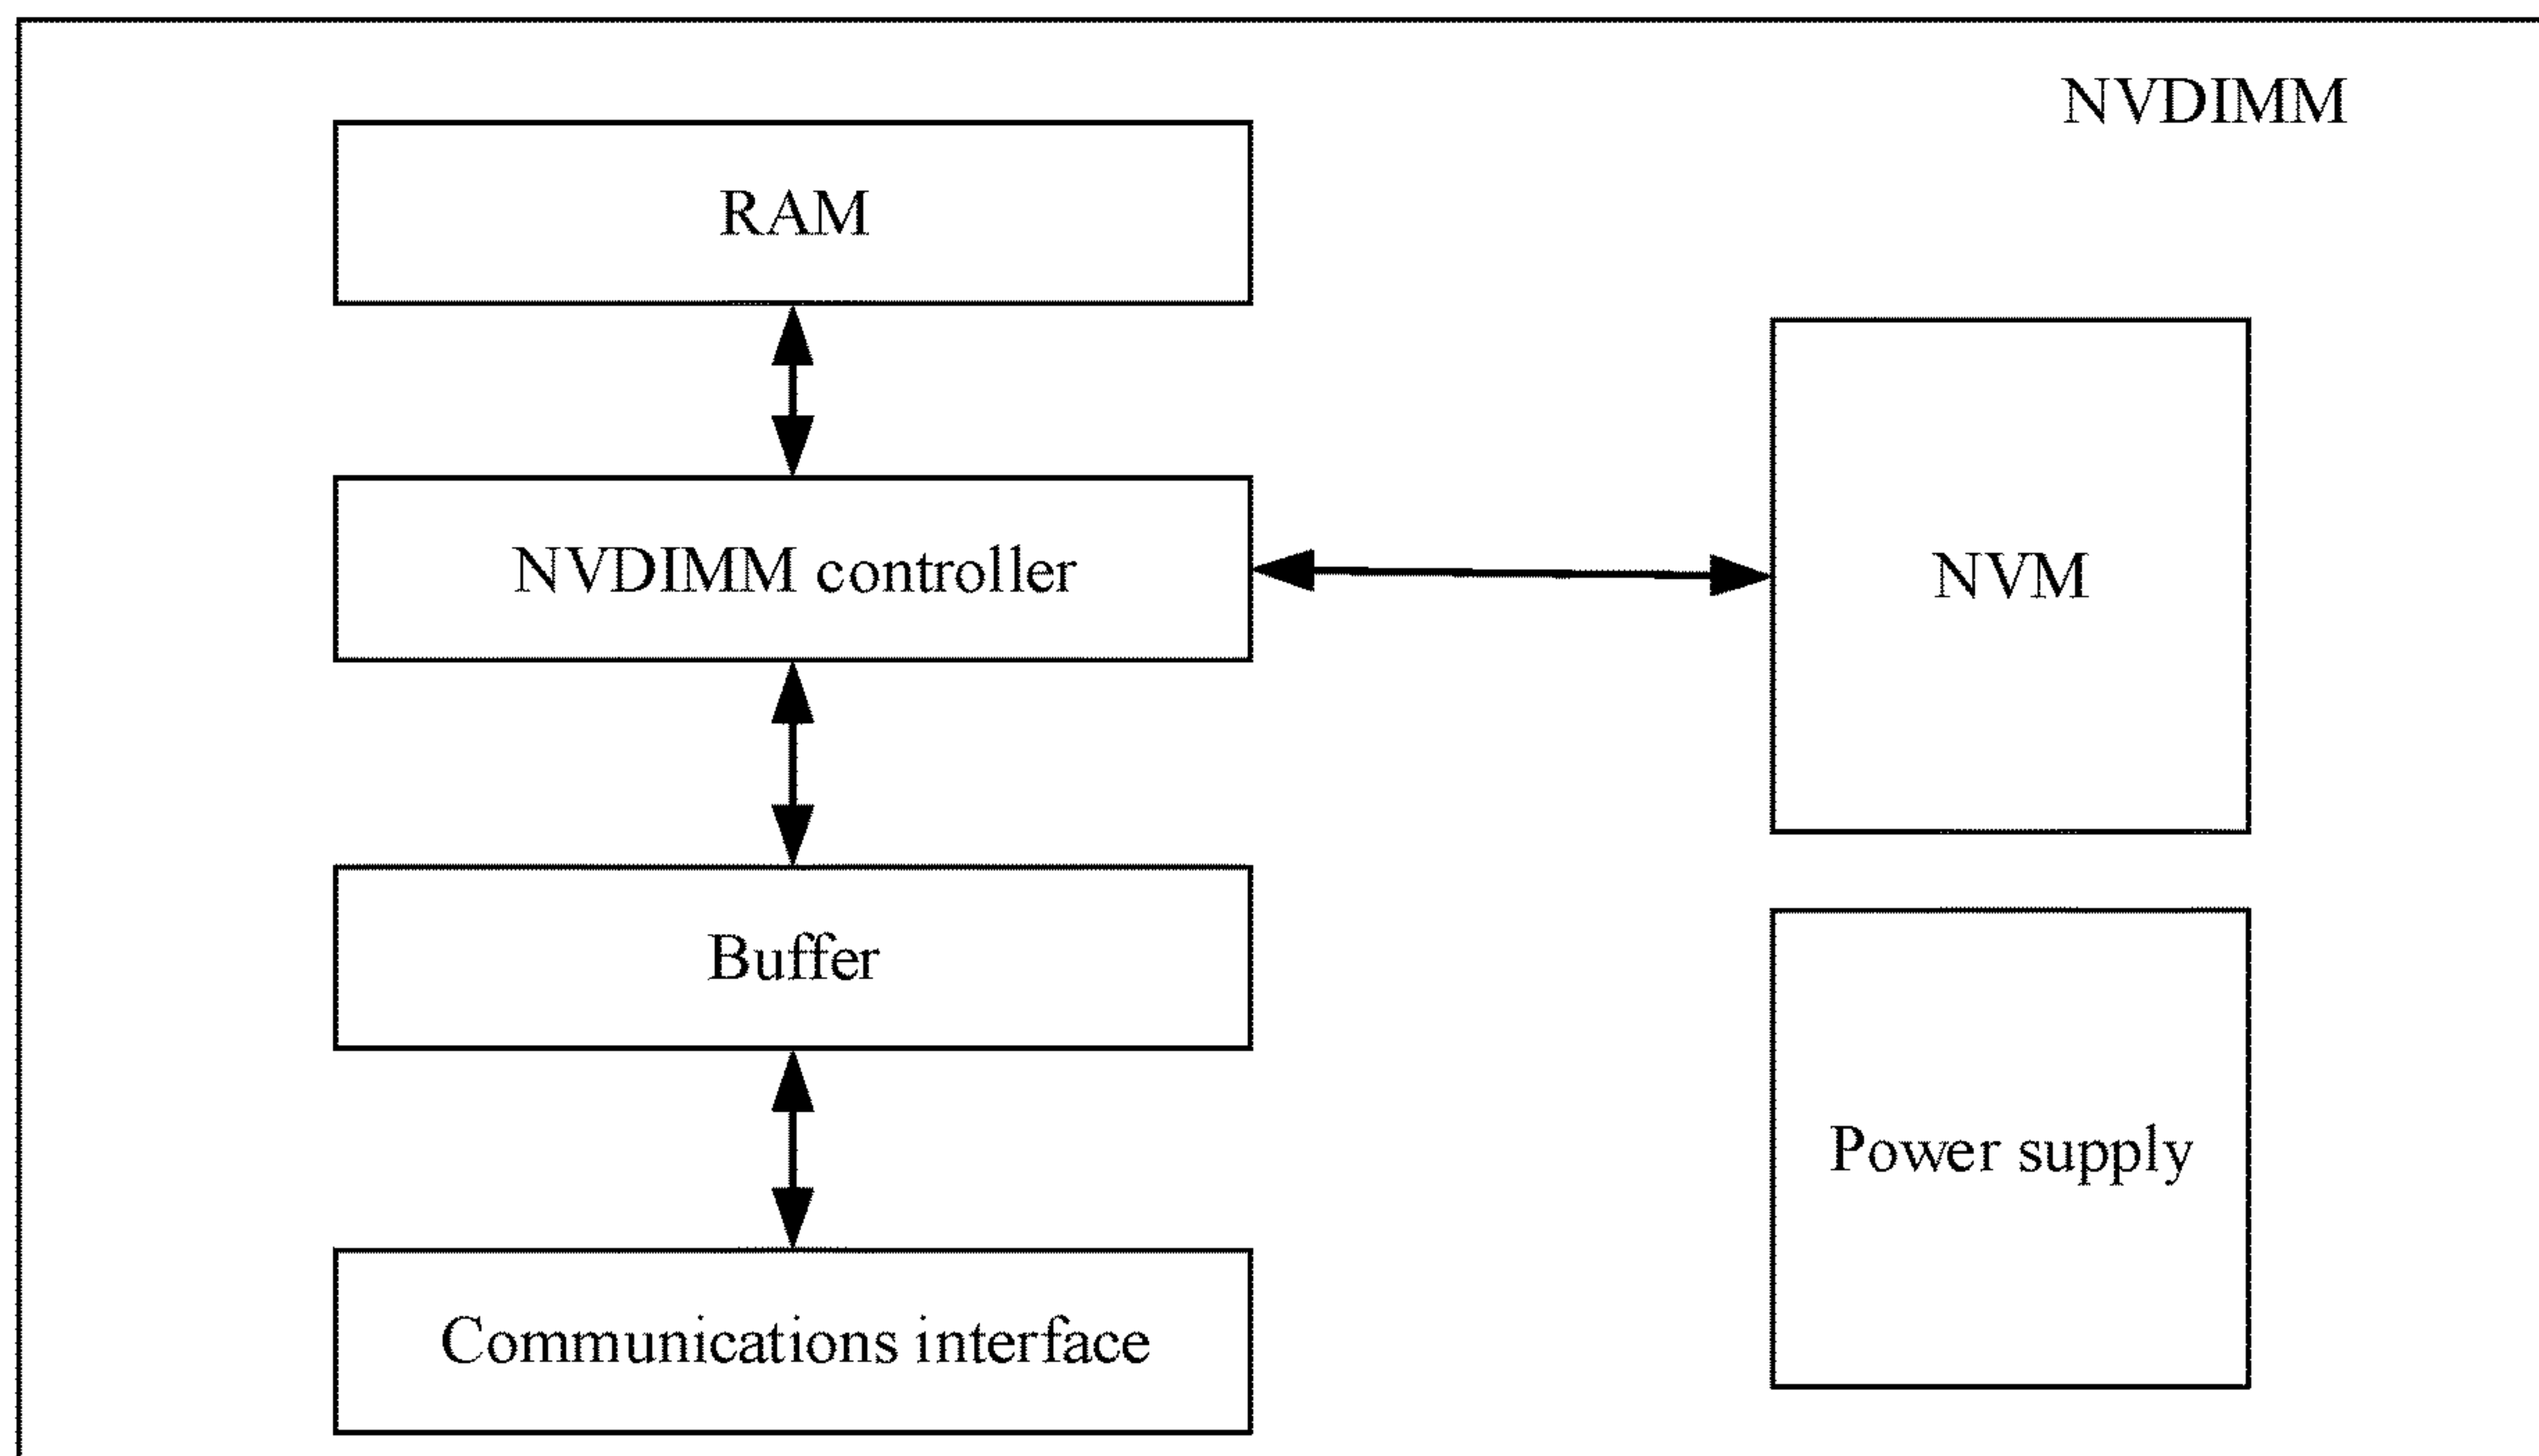 NVDIMM
RAM
NVDIMM controller
NVM
Buffer
Power supply
Communications interface